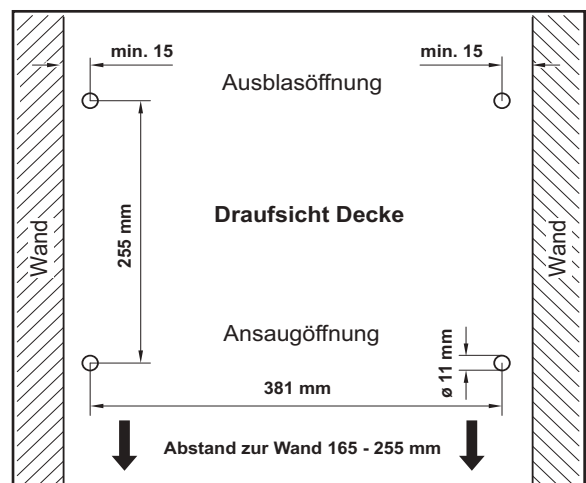 min. 15
min. 15
Ausblasöffnung
Wand
255 mm
Draufsicht Decke
Wand
Ansaugöffnung
ø 11 mm
381 mm
Abstand zur Wand 165 - 255 mm